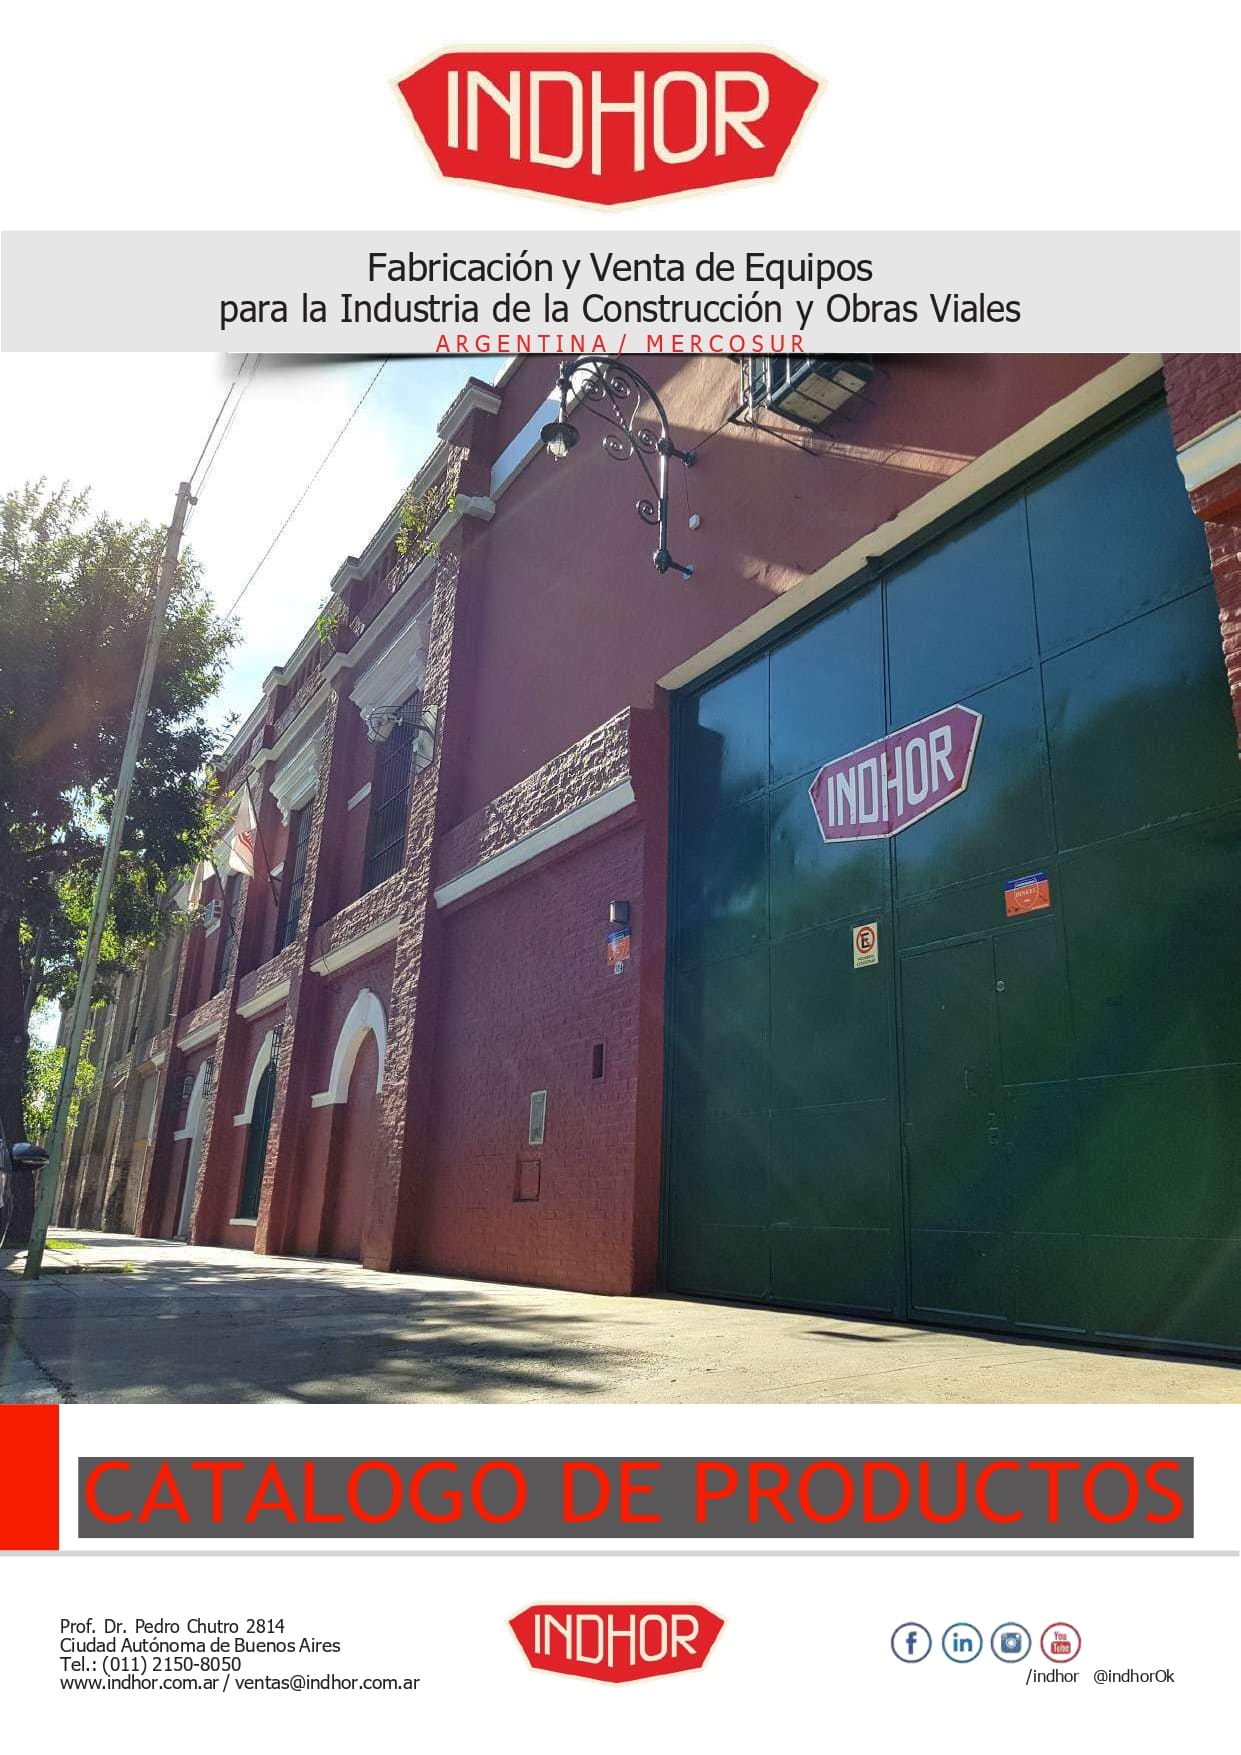 INDHOR
Fabricación y Venta de Equipos
para la Industria de la Construcción y Obras Viales
ARGENTINA / MERCOSUR
INDHOR
E
CATALOGO DE PRODUCTOS
Prof. Dr. Pedro Chutro 2814
Ciudad Autónoma de Buenos Aires
Tel.: (011) 2150-8050
www.indhor.com.ar / ventas@indhor.com.ar
INDHOR
f in You Tube
/indhor @indhorOk